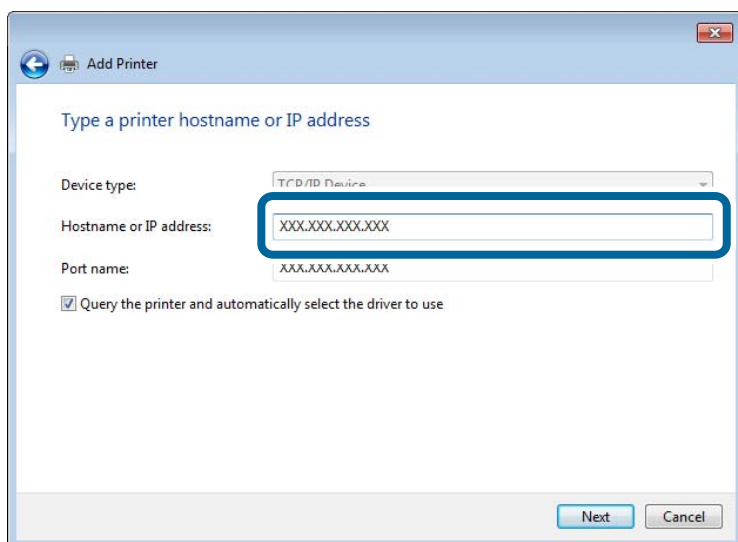 Add Printer
Type a printer hostname or IP address
Device type: TCP/IP Device
Hostname or IP address: XXX.XXX.XXX.XXX
Port name: XXX.XXX.XXX.XXX
Query the printer and automatically select the driver to use
Next Cancel